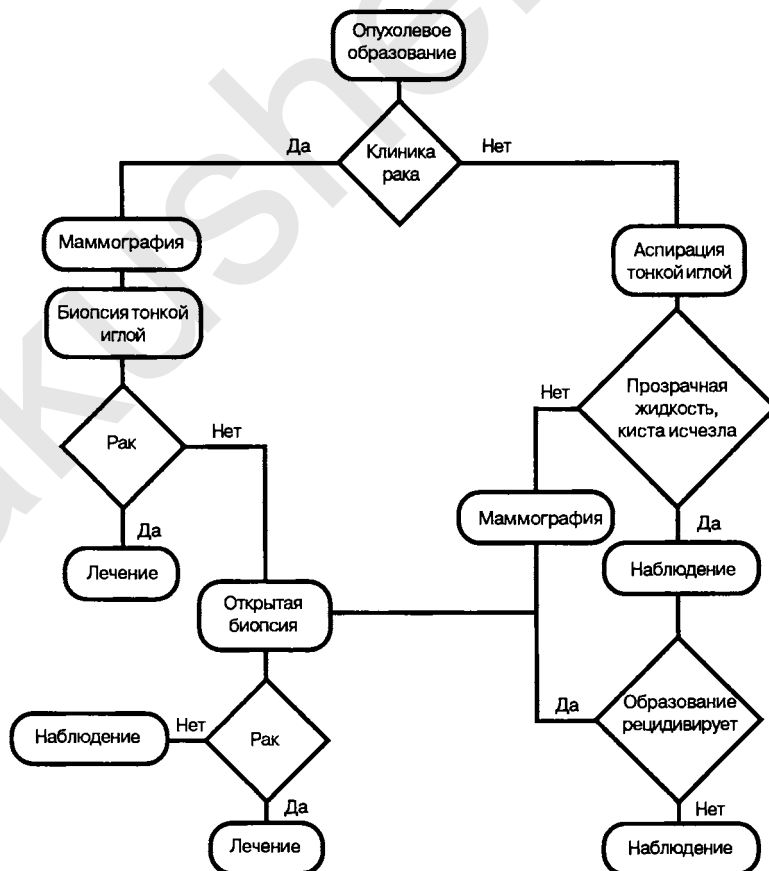 Опухолевое
образование
Клиника
рака
Да
Нет
Маммография
Аспирация
тонкой иглой
Биопсия тонкой
иглой
Прозрачная
жидкость,
киста исчезла
Нет
Рак
Нет
Маммография
Да
Да
Лечение
Наблюдение
Открытая
биопсия
Образование
рецидивирует
Да
Наблюдение
Нет
Рак
Да
Нет
Лечение
Наблюдение
akushe